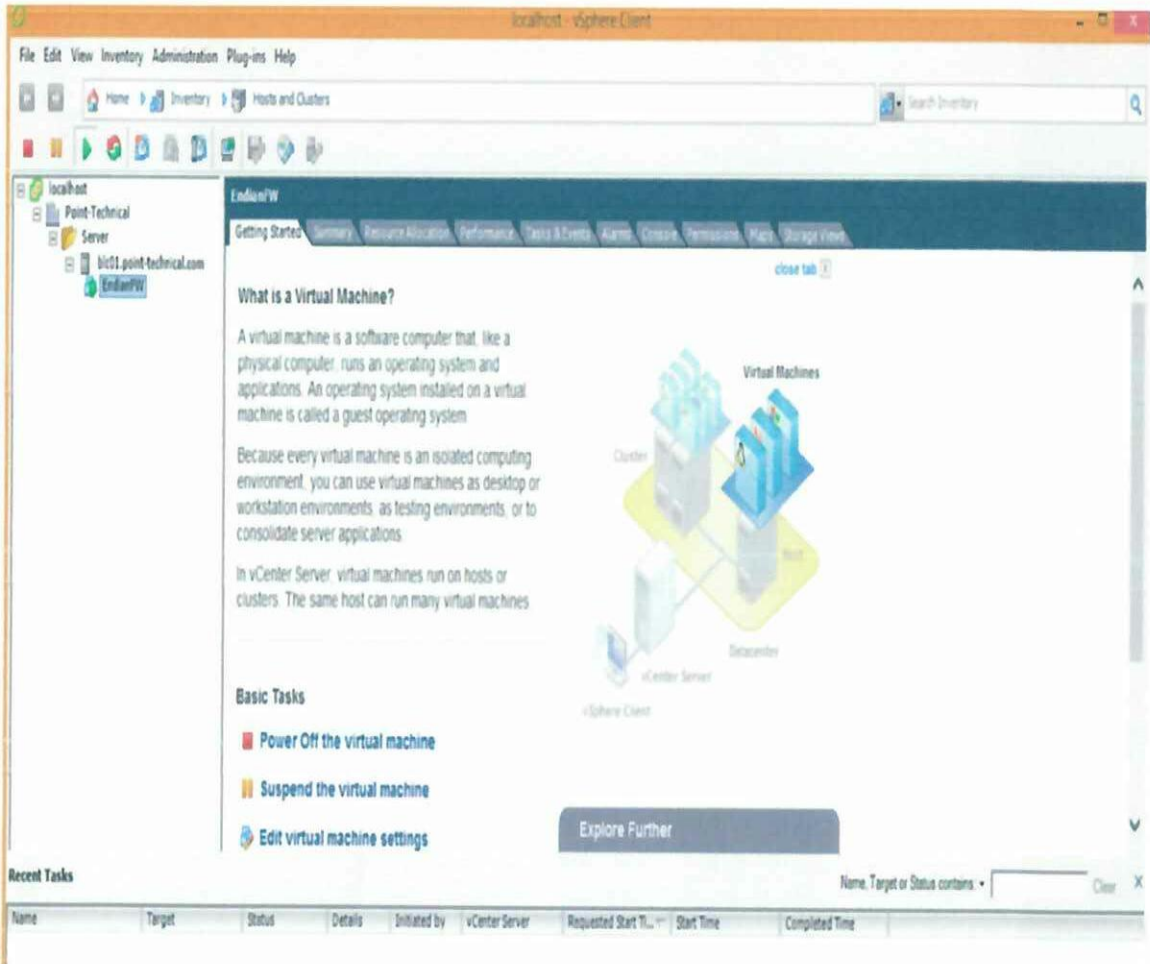 localhost - vSphere Client
File Edit View Inventory Administration Plug-ins Help
Home Inventory Hosts and Clusters
Search Inventory
localhost
Point-Technical
Server
blc01.point-technical.com
EndianFW
EndianFW
Getting Started Summary Resource Allocation Performance Tasks & Events Alarms Console Permissions Maps Storage Views
close tab
What is a Virtual Machine?
A virtual machine is a software computer that, like a
physical computer, runs an operating system and
applications. An operating system installed on a virtual
machine is called a guest operating system.
Because every virtual machine is an isolated computing
environment, you can use virtual machines as desktop or
workstation environments, as testing environments, or to
consolidate server applications.
In vCenter Server, virtual machines run on hosts or
clusters. The same host can run many virtual machines.
Virtual Machines
Cluster
Host
Datacenter
vCenter Server
vSphere Client
Basic Tasks
Power Off the virtual machine
Suspend the virtual machine
Edit virtual machine settings
Explore Further
Recent Tasks
Name, Target or Status contains:
Clear
Name Target Status Details Initiated by vCenter Server Requested Start Ti... Start Time Completed Time